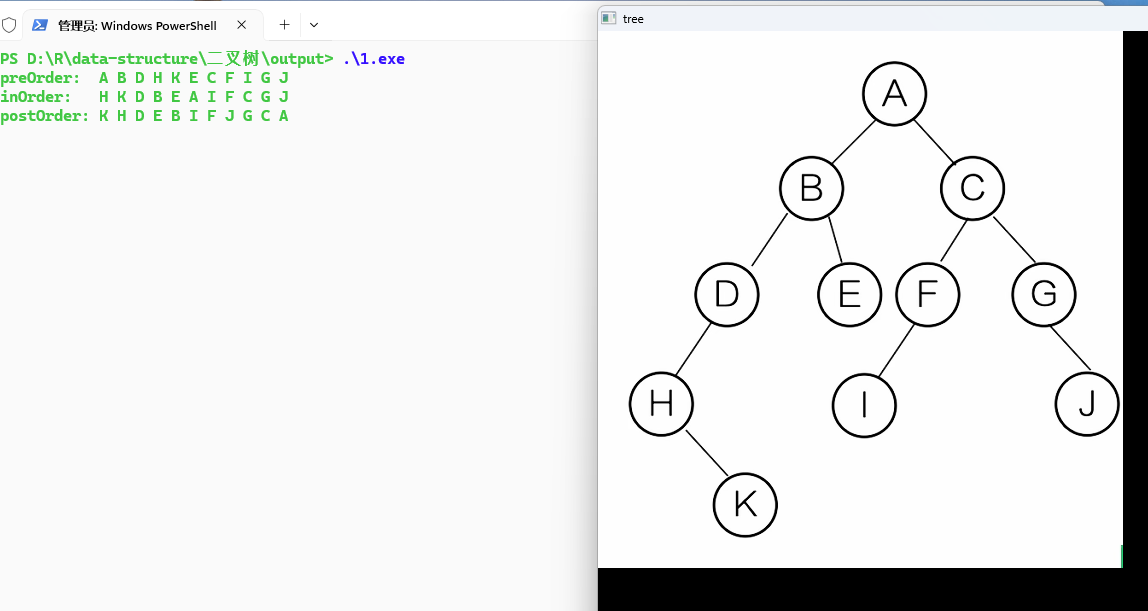 管理员: Windows PowerShell
PS D:\R\data-structure\二叉树\output> .\1.exe
preOrder: A B D H K E C F I G J
inOrder: H K D B E A I F C G J
postOrder: K H D E B I F J G C A
tree
A
B
C
D
E
F
G
H
I
J
K